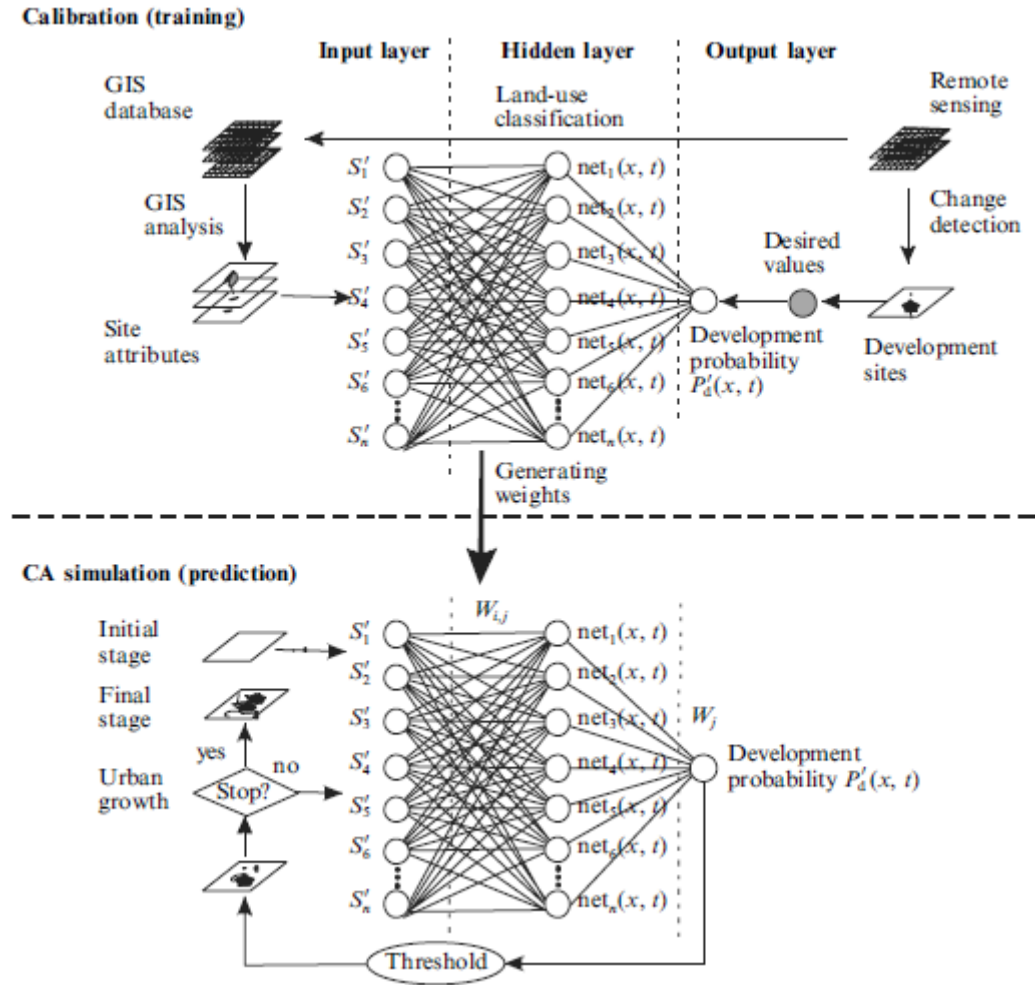 Calibration (training)
Input layer
Hidden layer
Output layer
GIS
database
Land-use
classification
Remote
sensing
GIS
analysis
Change
detection
Site
attributes
S′₁
S′₂
S′₃
S′₄
S′₅
S′₆
S′ₙ
net₁(x, t)
net₂(x, t)
net₃(x, t)
net₄(x, t)
net₅(x, t)
net₆(x, t)
netₙ(x, t)
Desired
values
Development
probability
P′d(x, t)
Development
sites
Generating
weights
CA simulation (prediction)
Initial
stage
Final
stage
yes
no
Urban
growth
Stop?
Wᵢ,ⱼ
S′₁
S′₂
S′₃
S′₄
S′₅
S′₆
S′ₙ
net₁(x, t)
net₂(x, t)
net₃(x, t)
net₄(x, t)
net₅(x, t)
net₆(x, t)
netₙ(x, t)
Wⱼ
Development
probability P′d(x, t)
Threshold